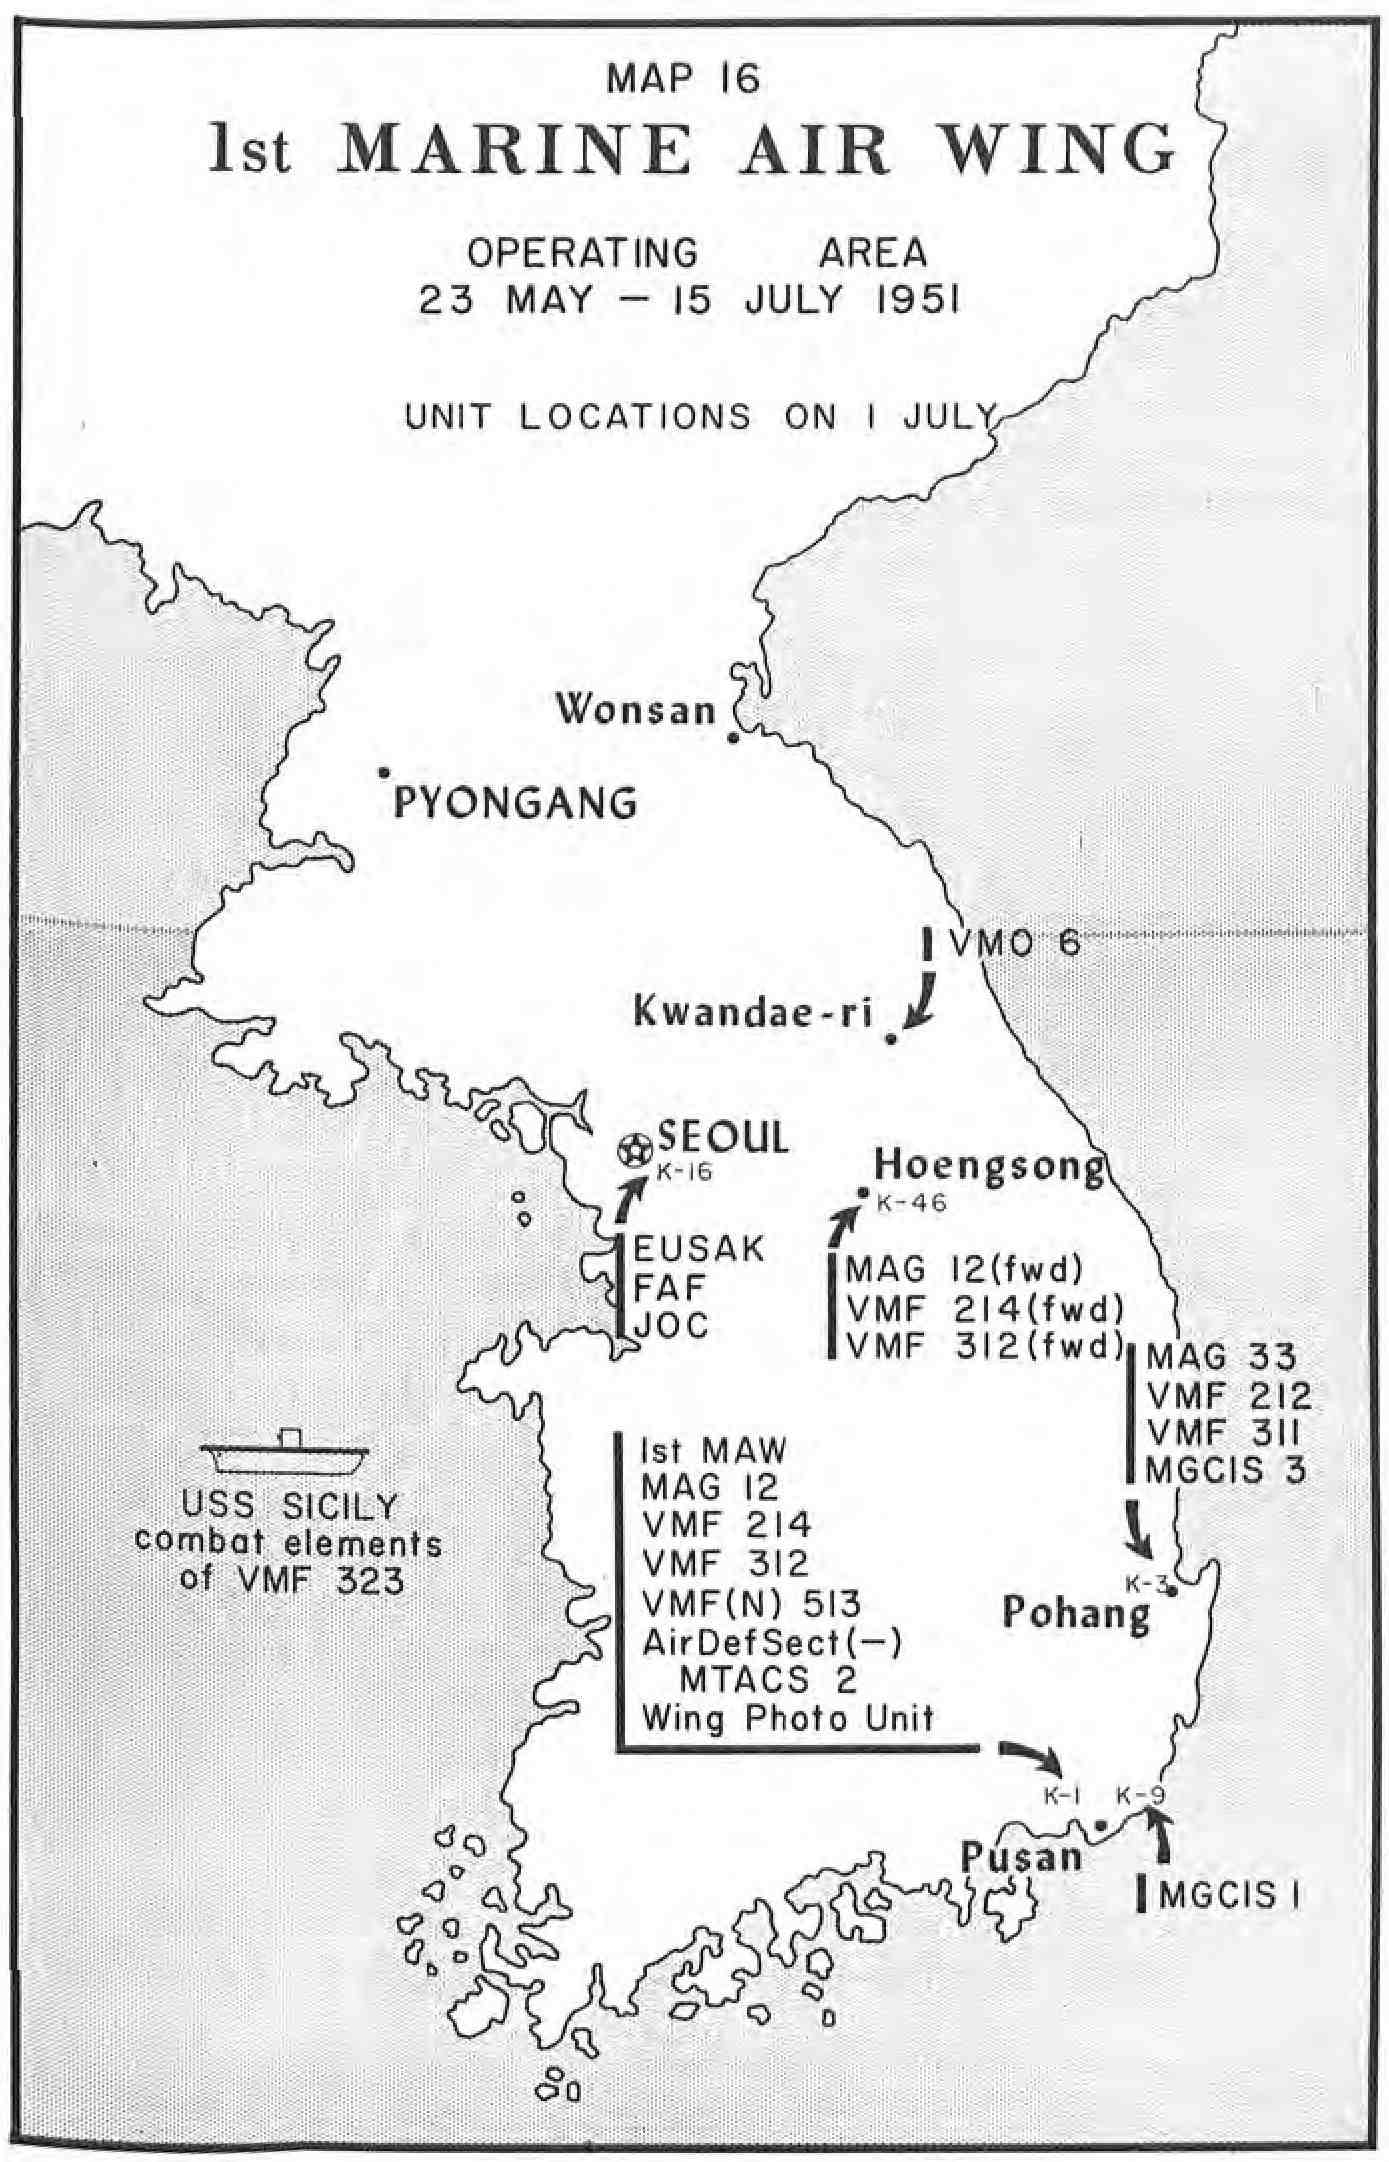 MAP 16
1st MARINE AIR WING
OPERATING AREA
23 MAY — 15 JULY 1951
UNIT LOCATIONS ON 1 JULY
Wonsan
PYONGANG
VMO 6
Kwandae-ri
SEOUL
K-16
EUSAK
FAF
JOC
Hoengsong
K-46
MAG 12(fwd)
VMF 214(fwd)
VMF 312(fwd)
MAG 33
VMF 212
VMF 311
MGCIS 3
K-3
Pohang
USS SICILY
combat elements
of VMF 323
1st MAW
MAG 12
VMF 214
VMF 312
VMF(N) 513
AirDefSect(—)
MTACS 2
Wing Photo Unit
K-1 K-9
Pusan
MGCIS 1